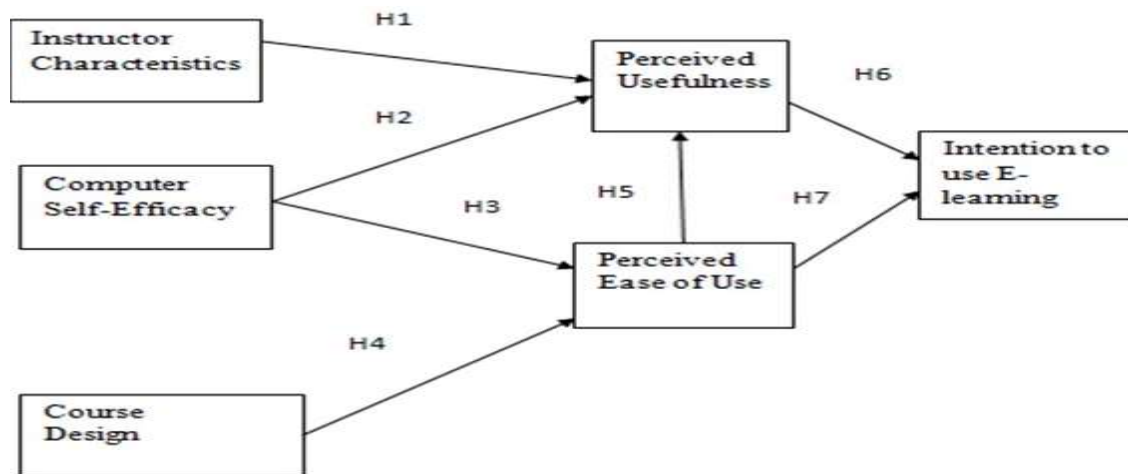 H1
Instructor
Characteristics
Perceived
Usefulness
H6
H2
Intention to
use E-
learning
Computer
Self-Efficacy
H3
H5
H7
Perceived
Ease of Use
H4
Course
Design